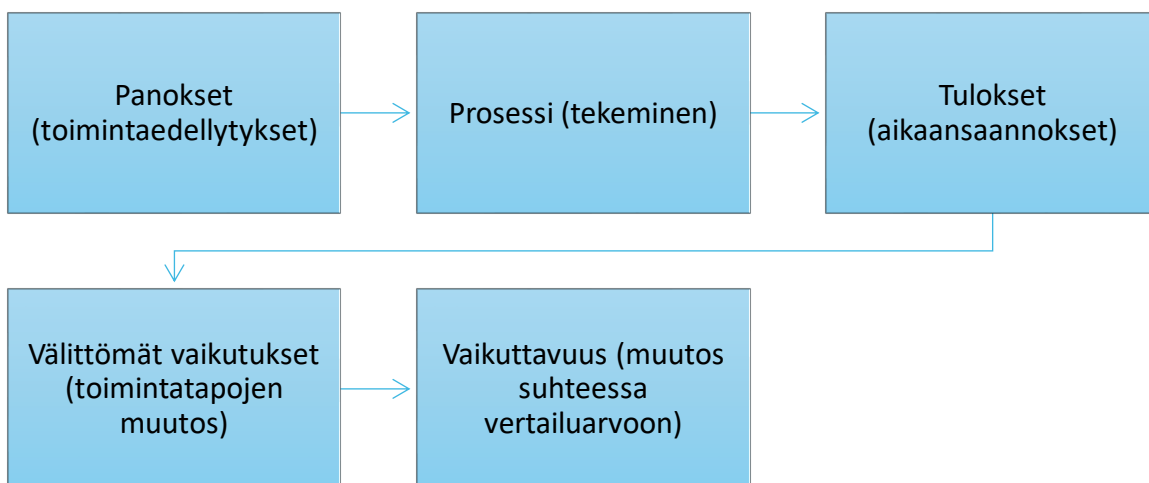 Panokset
(toimintaedellytykset)
Prosessi (tekeminen)
Tulokset
(aikaansaannokset)
Välittömät vaikutukset
(toimintatapojen
muutos)
Vaikuttavuus (muutos
suhteessa
vertailuarvoon)